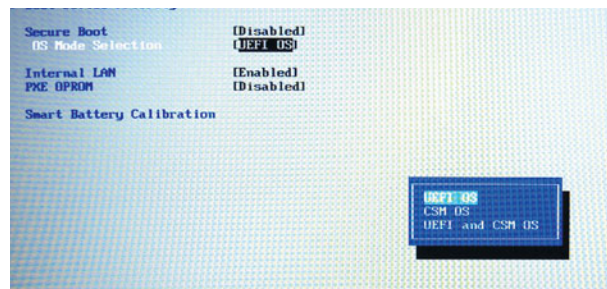 Secure Boot [Disabled]
OS Mode Selection [UEFI OS]
Internal LAN [Enabled]
PXE OPROM [Disabled]
Smart Battery Calibration
UEFI OS
CSM OS
UEFI and CSM OS